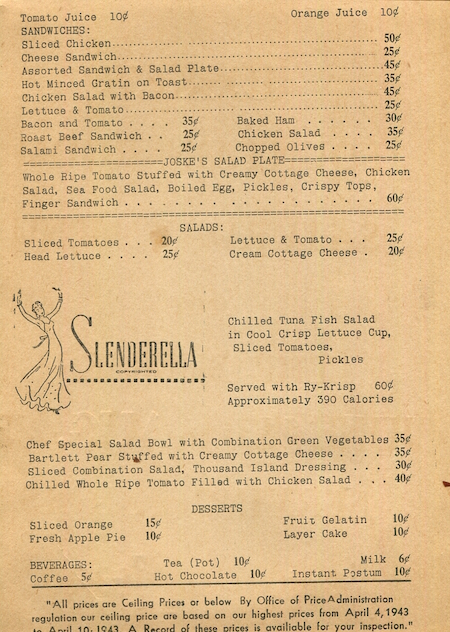 Tomato Juice 10¢ Orange Juice 10¢
SANDWICHES:
Sliced Chicken 50¢
Cheese Sandwich 25¢
Assorted Sandwich & Salad Plate 45¢
Hot Minced Gratin on Toast 35¢
Chicken Salad with Bacon 45¢
Lettuce & Tomato 25¢
Bacon and Tomato . . . 35¢ Baked Ham . . . . . . 30¢
Roast Beef Sandwich . . 25¢ Chicken Salad . . . . 35¢
Salami Sandwich . . . . 25¢ Chopped Olives . . . . 25¢
JOSKE'S SALAD PLATE
Whole Ripe Tomato Stuffed with Creamy Cottage Cheese, Chicken
Salad, Sea Food Salad, Boiled Egg, Pickles, Crispy Tops,
Finger Sandwich . . . . . . . . . . . . . . . . . . . . 60¢
SALADS:
Sliced Tomatoes . . . 20¢ Lettuce & Tomato . . . 25¢
Head Lettuce . . . . 25¢ Cream Cottage Cheese . 20¢
SLENDERELLA
COPYRIGHTED
Chilled Tuna Fish Salad
in Cool Crisp Lettuce Cup,
Sliced Tomatoes,
Pickles
Served with Ry-Krisp 60¢
Approximately 390 Calories
Chef Special Salad Bowl with Combination Green Vegetables 35¢
Bartlett Pear Stuffed with Creamy Cottage Cheese . . . . 35¢
Sliced Combination Salad, Thousand Island Dressing . . . 30¢
Chilled Whole Ripe Tomato Filled with Chicken Salad . . . 40¢
DESSERTS
Sliced Orange 15¢ Fruit Gelatin 10¢
Fresh Apple Pie 10¢ Layer Cake 10¢
BEVERAGES: Tea (Pot) 10¢ Milk 6¢
Coffee 5¢ Hot Chocolate 10¢ Instant Postum 10¢
"All prices are Ceiling Prices or below By Office of Price Administration
regulation our ceiling price are based on our highest prices from April 4, 1943
to April 10, 1943. A Record of these prices is availiable for your inspection."